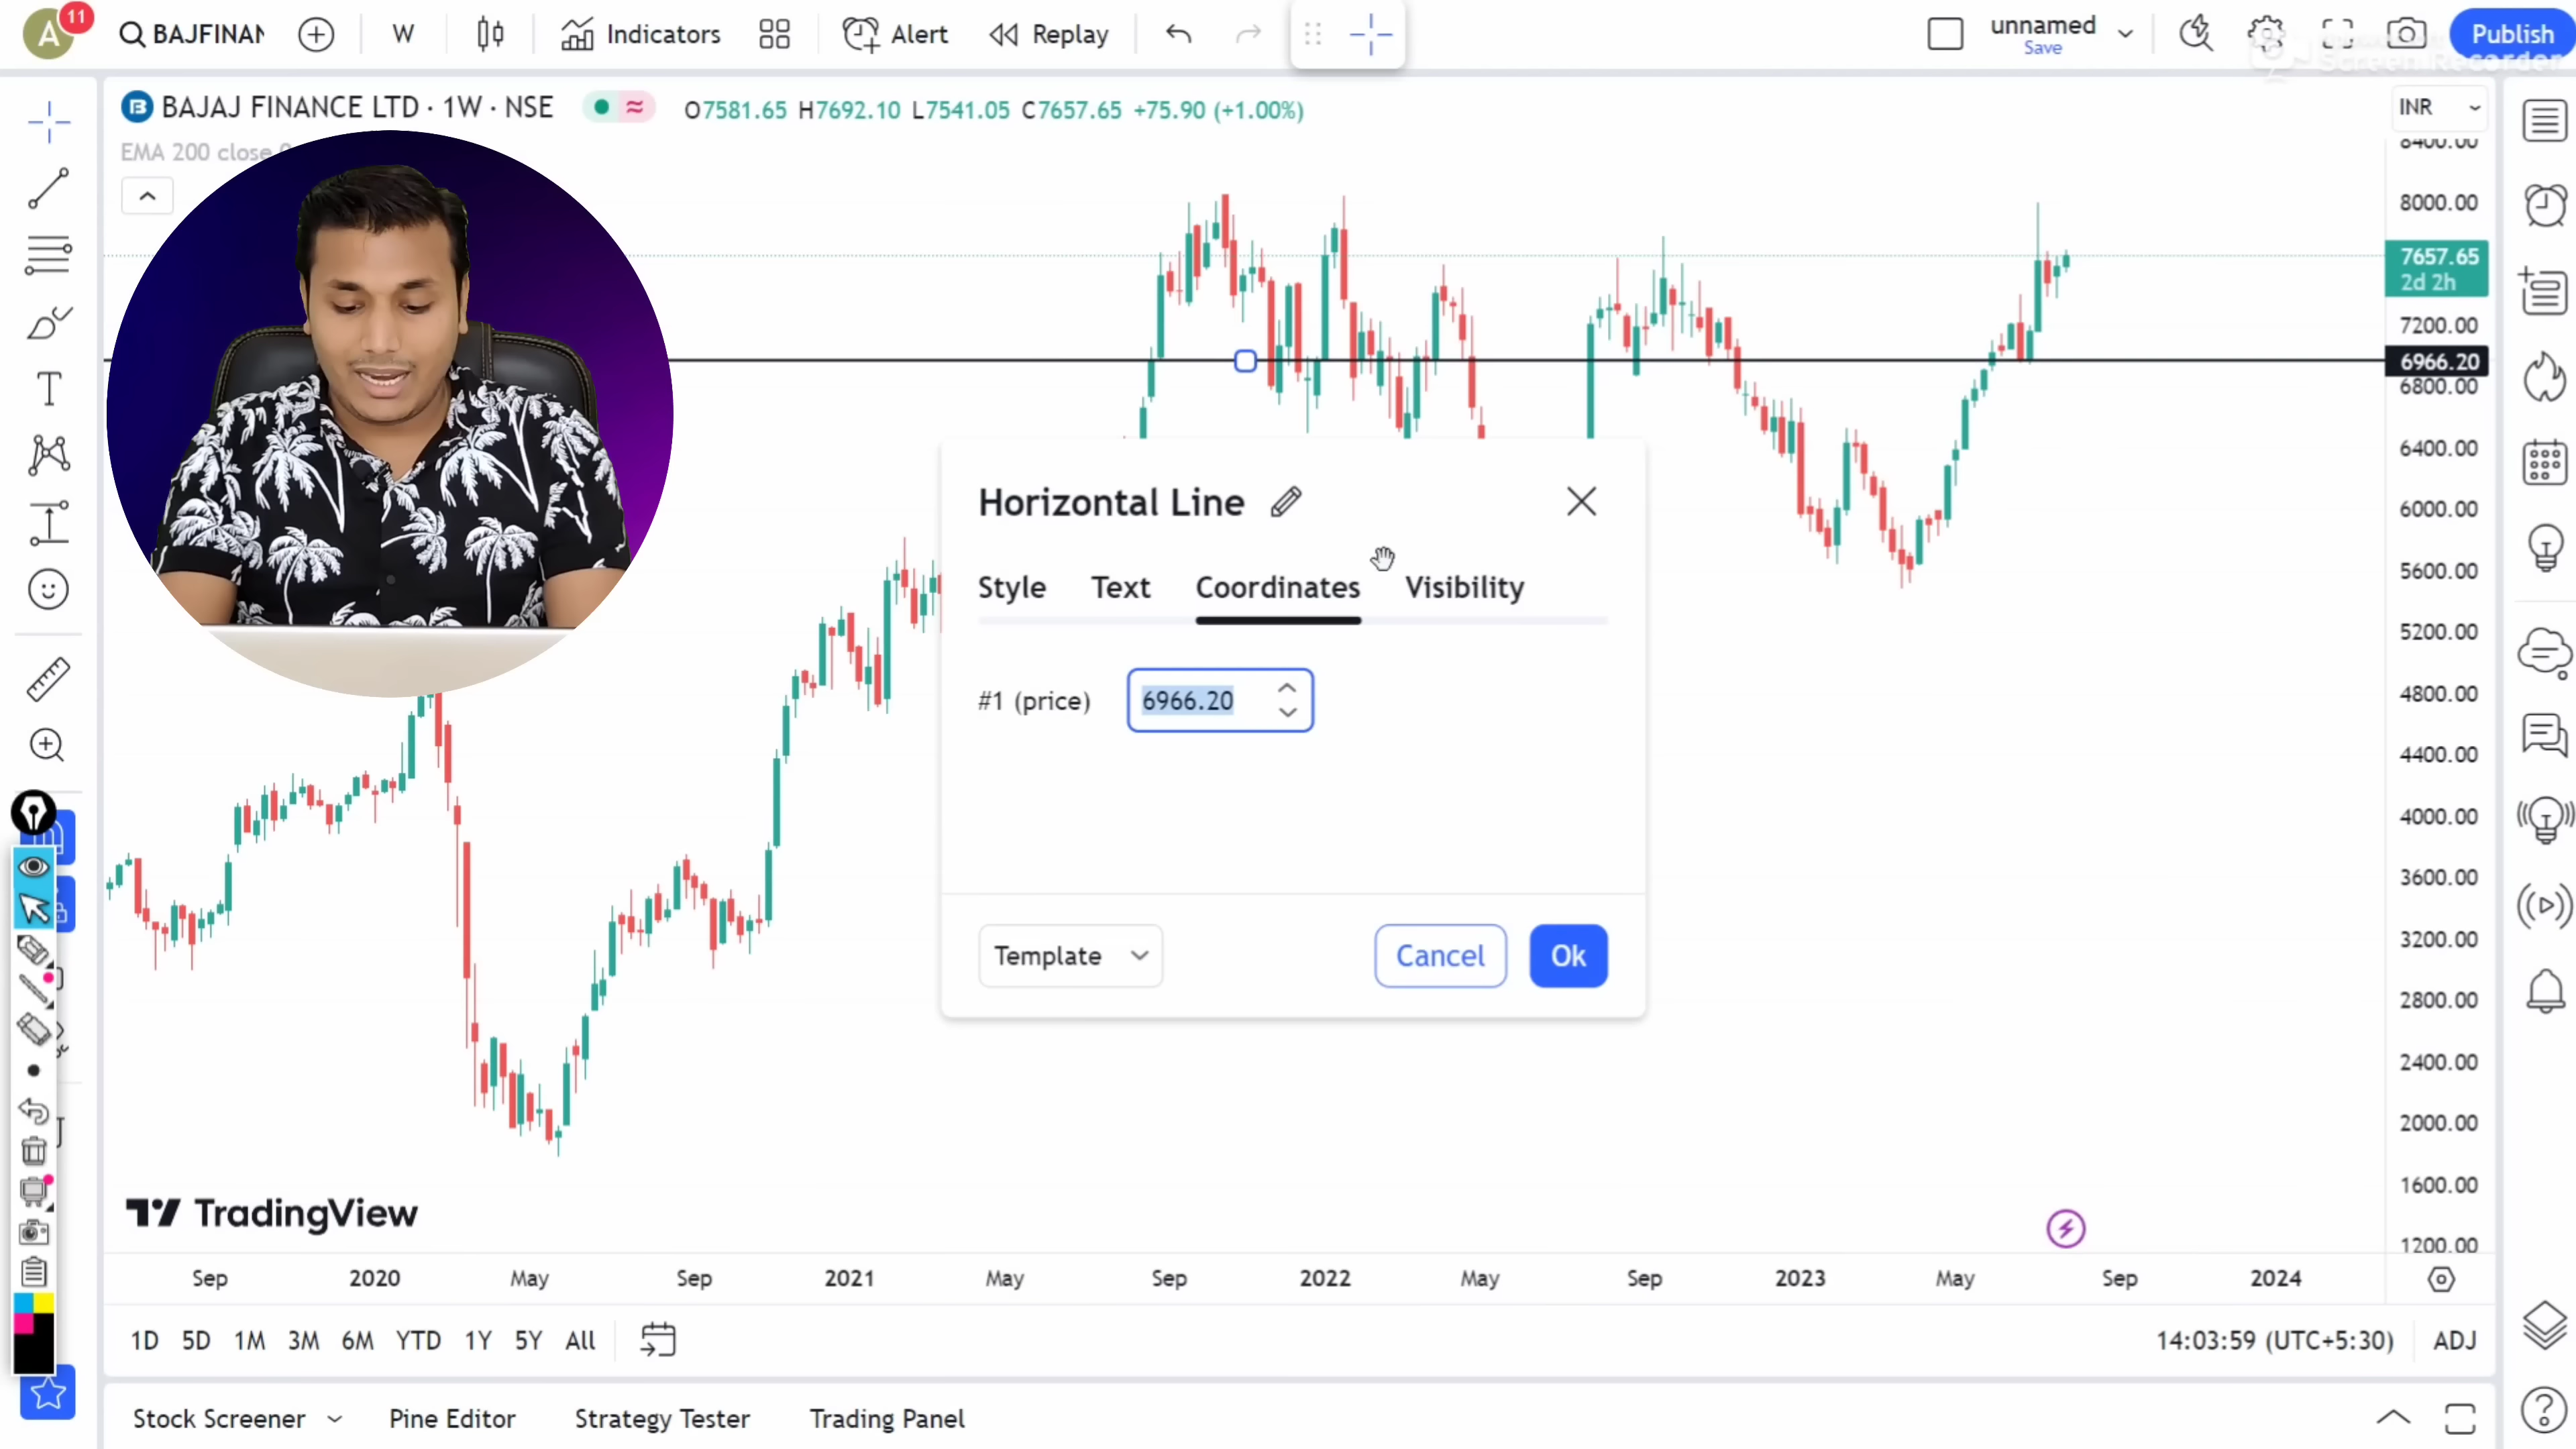 A 11 BAJFINAN W Indicators Alert Replay unnamed Save Publish
Screen Recorder
BAJAJ FINANCE LTD · 1W · NSE O7581.65 H7692.10 L7541.05 C7657.65 +75.90 (+1.00%)
INR
EMA 200 close
8400.00
8000.00
7657.65
2d 2h
7200.00
6966.20
6800.00
6400.00
6000.00
5600.00
5200.00
4800.00
4400.00
4000.00
3600.00
3200.00
2800.00
2400.00
2000.00
1600.00
1200.00
Horizontal Line
Style Text Coordinates Visibility
#1 (price) 6966.20
Template Cancel Ok
TradingView
Sep 2020 May Sep 2021 May Sep 2022 May Sep 2023 May Sep 2024
1D 5D 1M 3M 6M YTD 1Y 5Y All 14:03:59 (UTC+5:30) ADJ
Stock Screener Pine Editor Strategy Tester Trading Panel